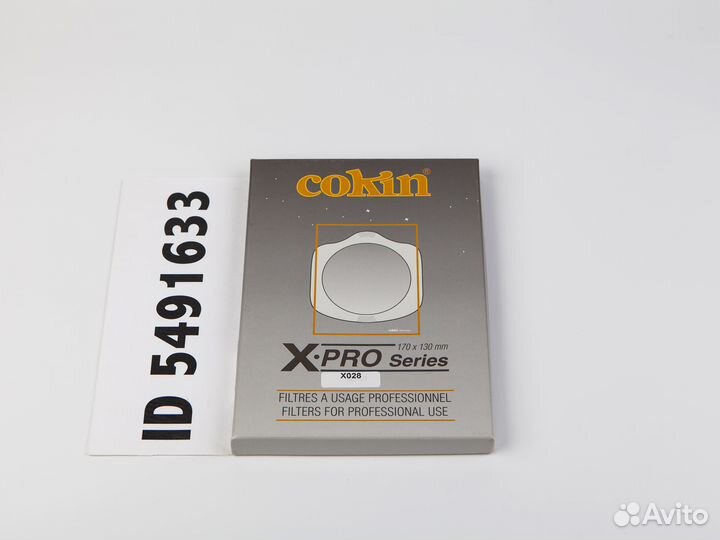 ID 5491633
cokin®
170 x 130 mm
X·PRO Series
X028
FILTRES A USAGE PROFESSIONNEL
FILTERS FOR PROFESSIONAL USE
Avito